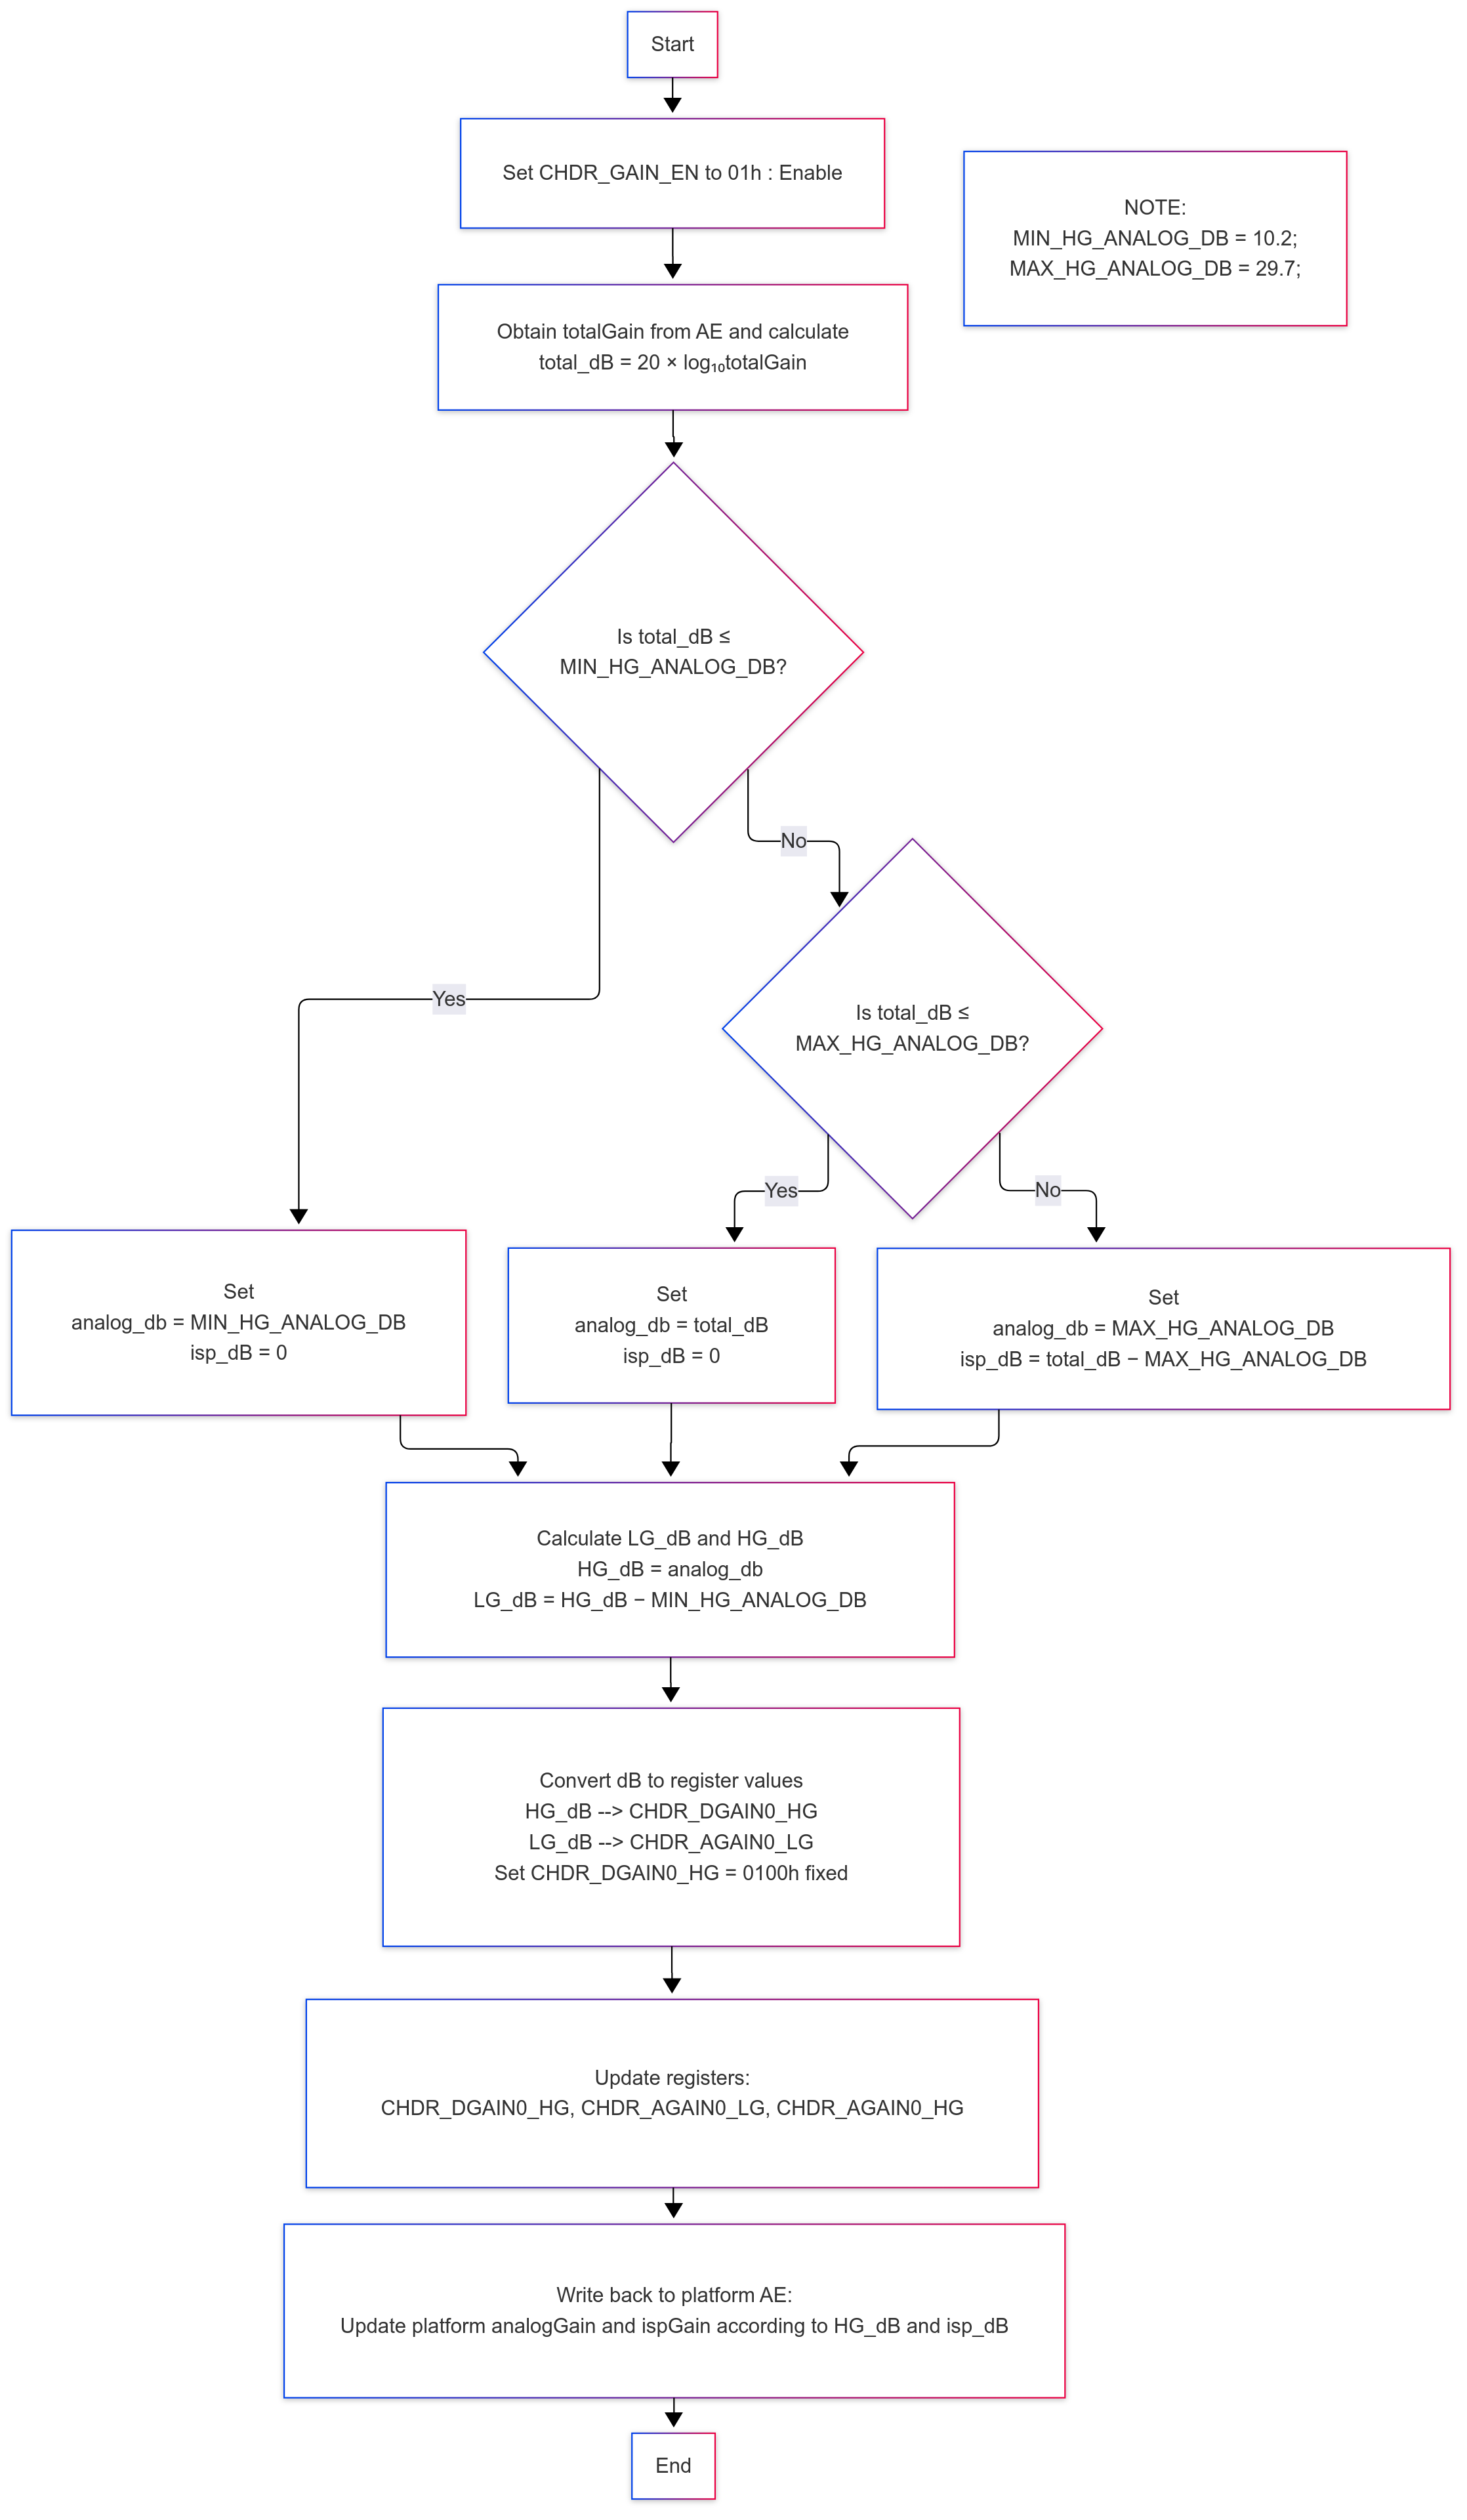 Start
Set CHDR_GAIN_EN to 01h : Enable
NOTE:
MIN_HG_ANALOG_DB = 10.2;
MAX_HG_ANALOG_DB = 29.7;
Obtain totalGain from AE and calculate
total_dB = 20 × log₁₀totalGain
Is total_dB ≤
MIN_HG_ANALOG_DB?
No
Yes
Is total_dB ≤
MAX_HG_ANALOG_DB?
Yes
No
Set
analog_db = MIN_HG_ANALOG_DB
isp_dB = 0
Set
analog_db = total_dB
isp_dB = 0
Set
analog_db = MAX_HG_ANALOG_DB
isp_dB = total_dB − MAX_HG_ANALOG_DB
Calculate LG_dB and HG_dB
HG_dB = analog_db
LG_dB = HG_dB − MIN_HG_ANALOG_DB
Convert dB to register values
HG_dB --> CHDR_DGAIN0_HG
LG_dB --> CHDR_AGAIN0_LG
Set CHDR_DGAIN0_HG = 0100h fixed
Update registers:
CHDR_DGAIN0_HG, CHDR_AGAIN0_LG, CHDR_AGAIN0_HG
Write back to platform AE:
Update platform analogGain and ispGain according to HG_dB and isp_dB
End